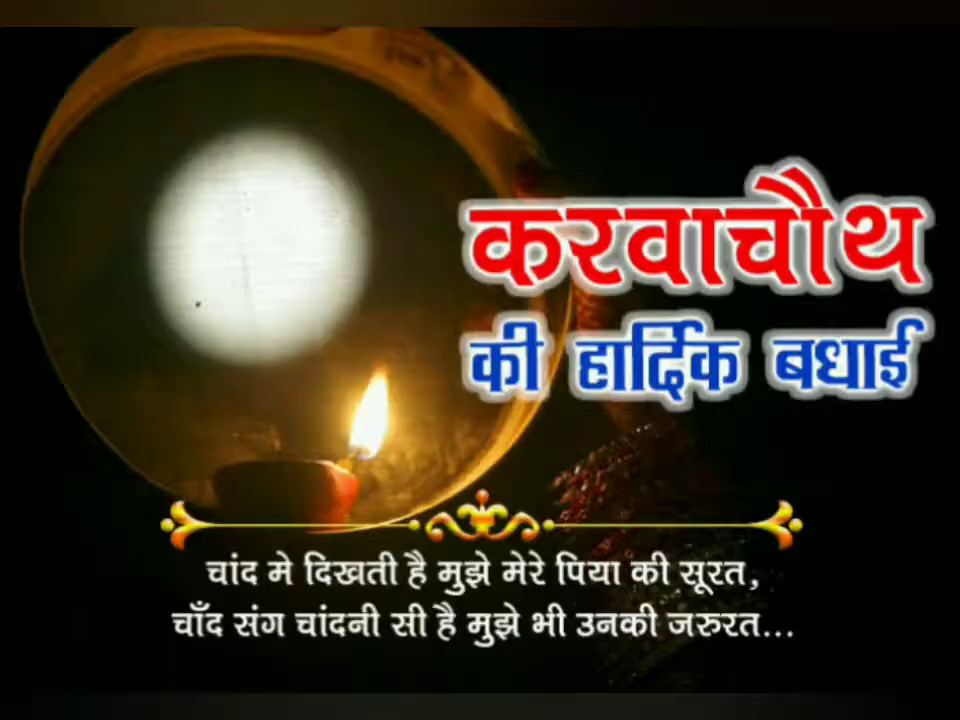 करवाचौथ
की हार्दिक बधाई
चांद मे दिखती है मुझे मेरे पिया की सूरत,
चाँद संग चांदनी सी है मुझे भी उनकी जरुरत...